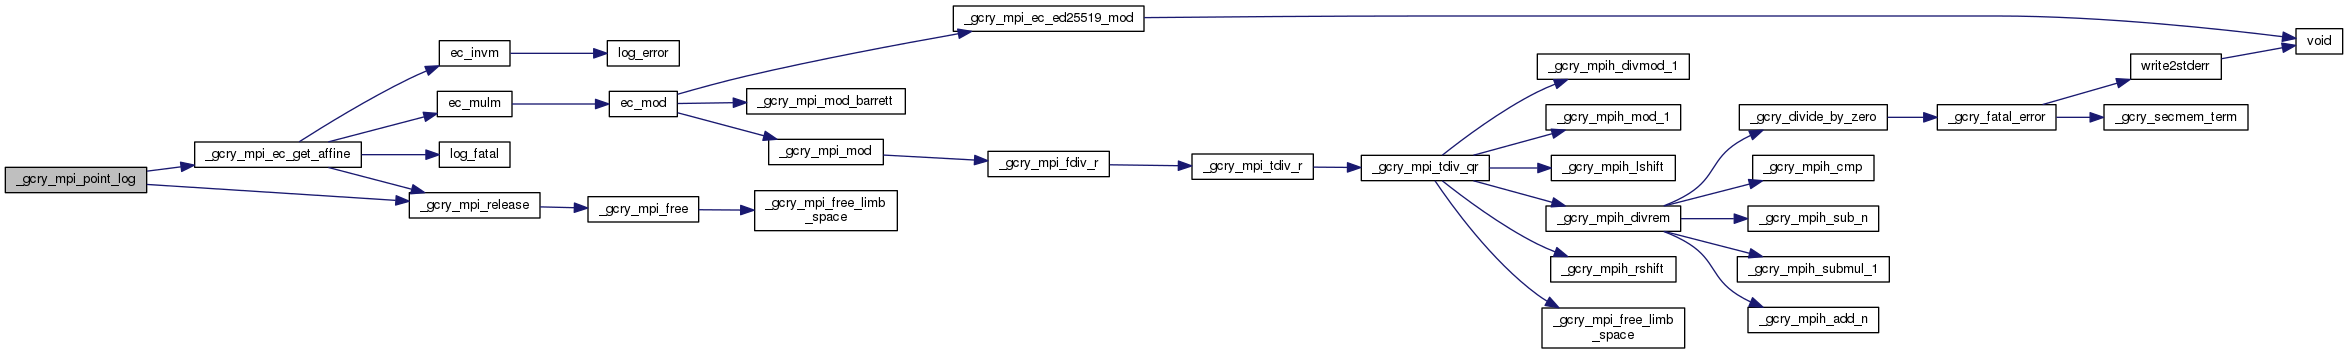 _gcry_mpi_point_log
_gcry_mpi_ec_get_affine
ec_invm
log_error
ec_mulm
ec_mod
_gcry_mpi_ec_ed25519_mod
void
_gcry_mpi_mod_barrett
_gcry_mpi_mod
_gcry_mpi_fdiv_r
_gcry_mpi_tdiv_r
_gcry_mpi_tdiv_qr
_gcry_mpih_divmod_1
_gcry_mpih_mod_1
_gcry_mpih_lshift
_gcry_mpih_divrem
_gcry_divide_by_zero
_gcry_fatal_error
write2stderr
_gcry_secmem_term
_gcry_mpih_cmp
_gcry_mpih_sub_n
_gcry_mpih_submul_1
_gcry_mpih_add_n
_gcry_mpih_rshift
_gcry_mpi_free_limb
_space
log_fatal
_gcry_mpi_release
_gcry_mpi_free
_gcry_mpi_free_limb
_space